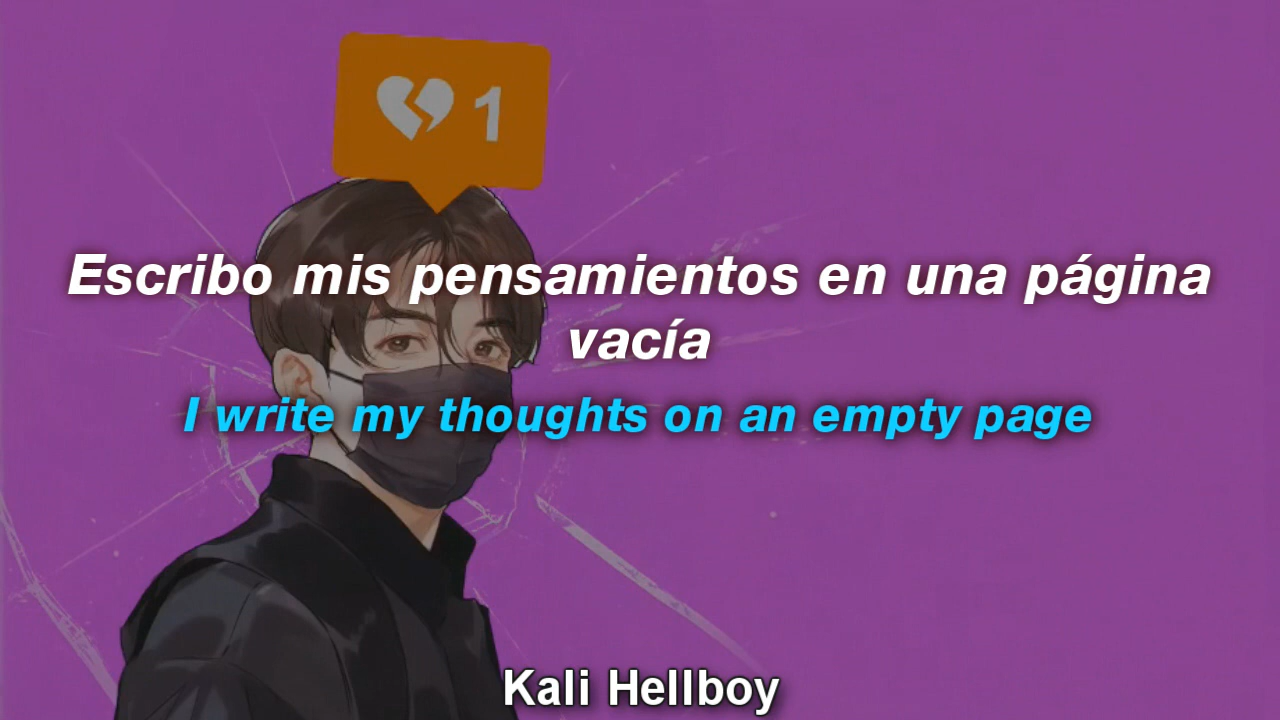 1
Escribo mis pensamientos en una página
vacía
I write my thoughts on an empty page
Kali Hellboy